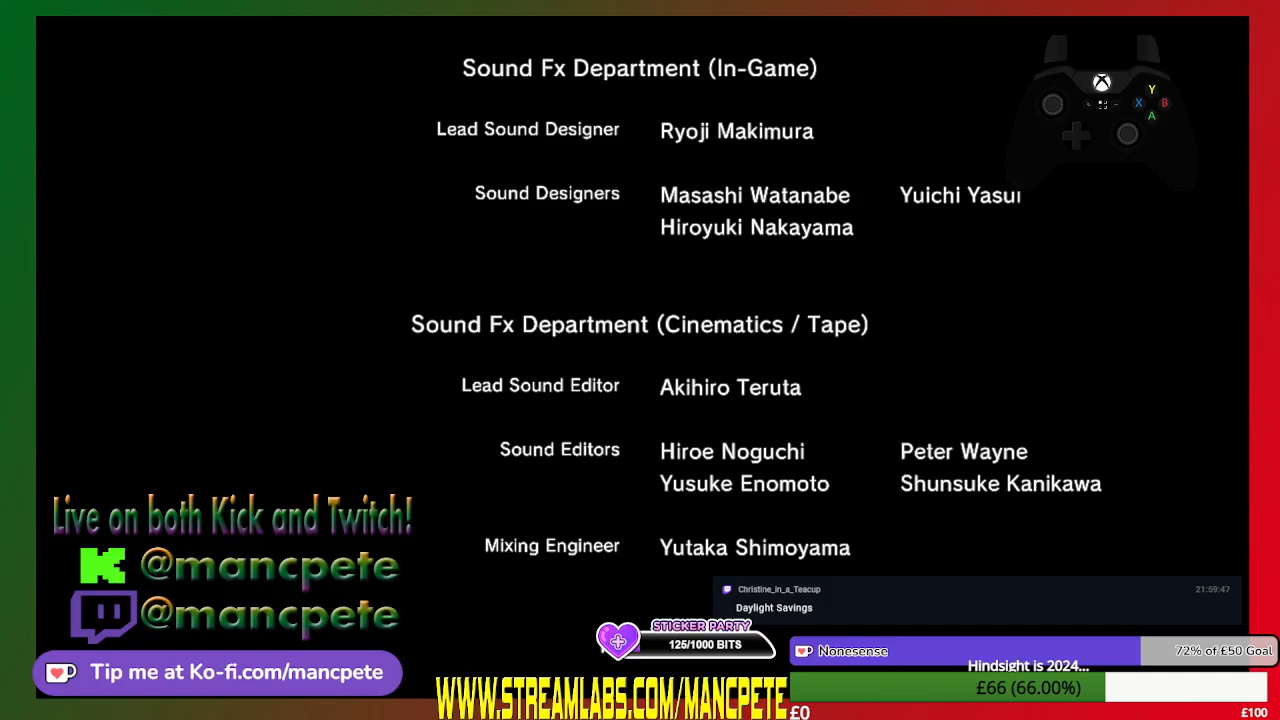 Sound Fx Department (In-Game)
Lead Sound Designer Ryoji Makimura
Sound Designers Masashi Watanabe Yuichi Yasui
Hiroyuki Nakayama
Sound Fx Department (Cinematics / Tape)
Lead Sound Editor Akihiro Teruta
Sound Editors Hiroe Noguchi Peter Wayne
Yusuke Enomoto Shunsuke Kanikawa
Mixing Engineer Yutaka Shimoyama
Y
X B
A
Live on both Kick and Twitch!
K @mancpete
@mancpete
Tip me at Ko-fi.com/mancpete
Christine_In_a_Teacup 21:59:47
Daylight Savings
STICKER PARTY
125/1000 BITS
WWW.STREAMLABS.COM/MANCPETE
Nonesense 72% of £50 Goal
Hindsight is 2024...
£66 (66.00%)
£0 £100